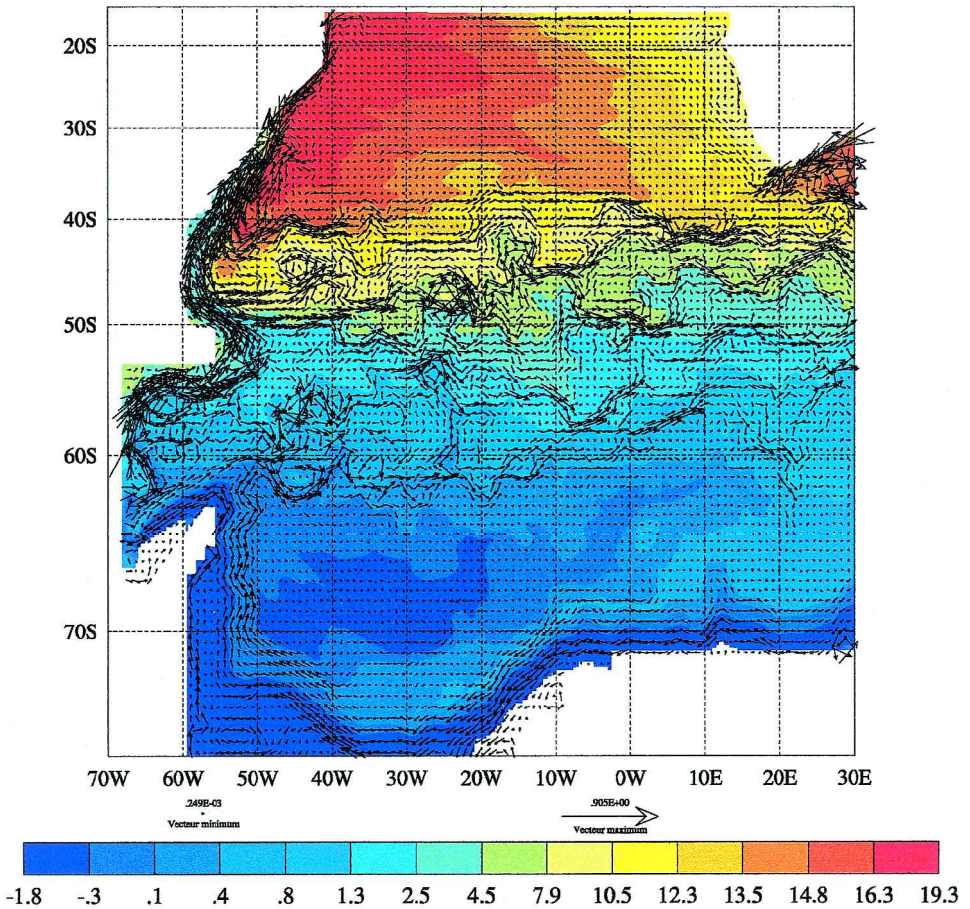 20S
30S
40S
50S
60S
70S
70W 60W 50W 40W 30W 20W 10W 0W 10E 20E 30E
.249E-03
Vecteur minimum
.905E+00
Vecteur maximum
-1.8 -.3 .1 .4 .8 1.3 2.5 4.5 7.9 10.5 12.3 13.5 14.8 16.3 19.3